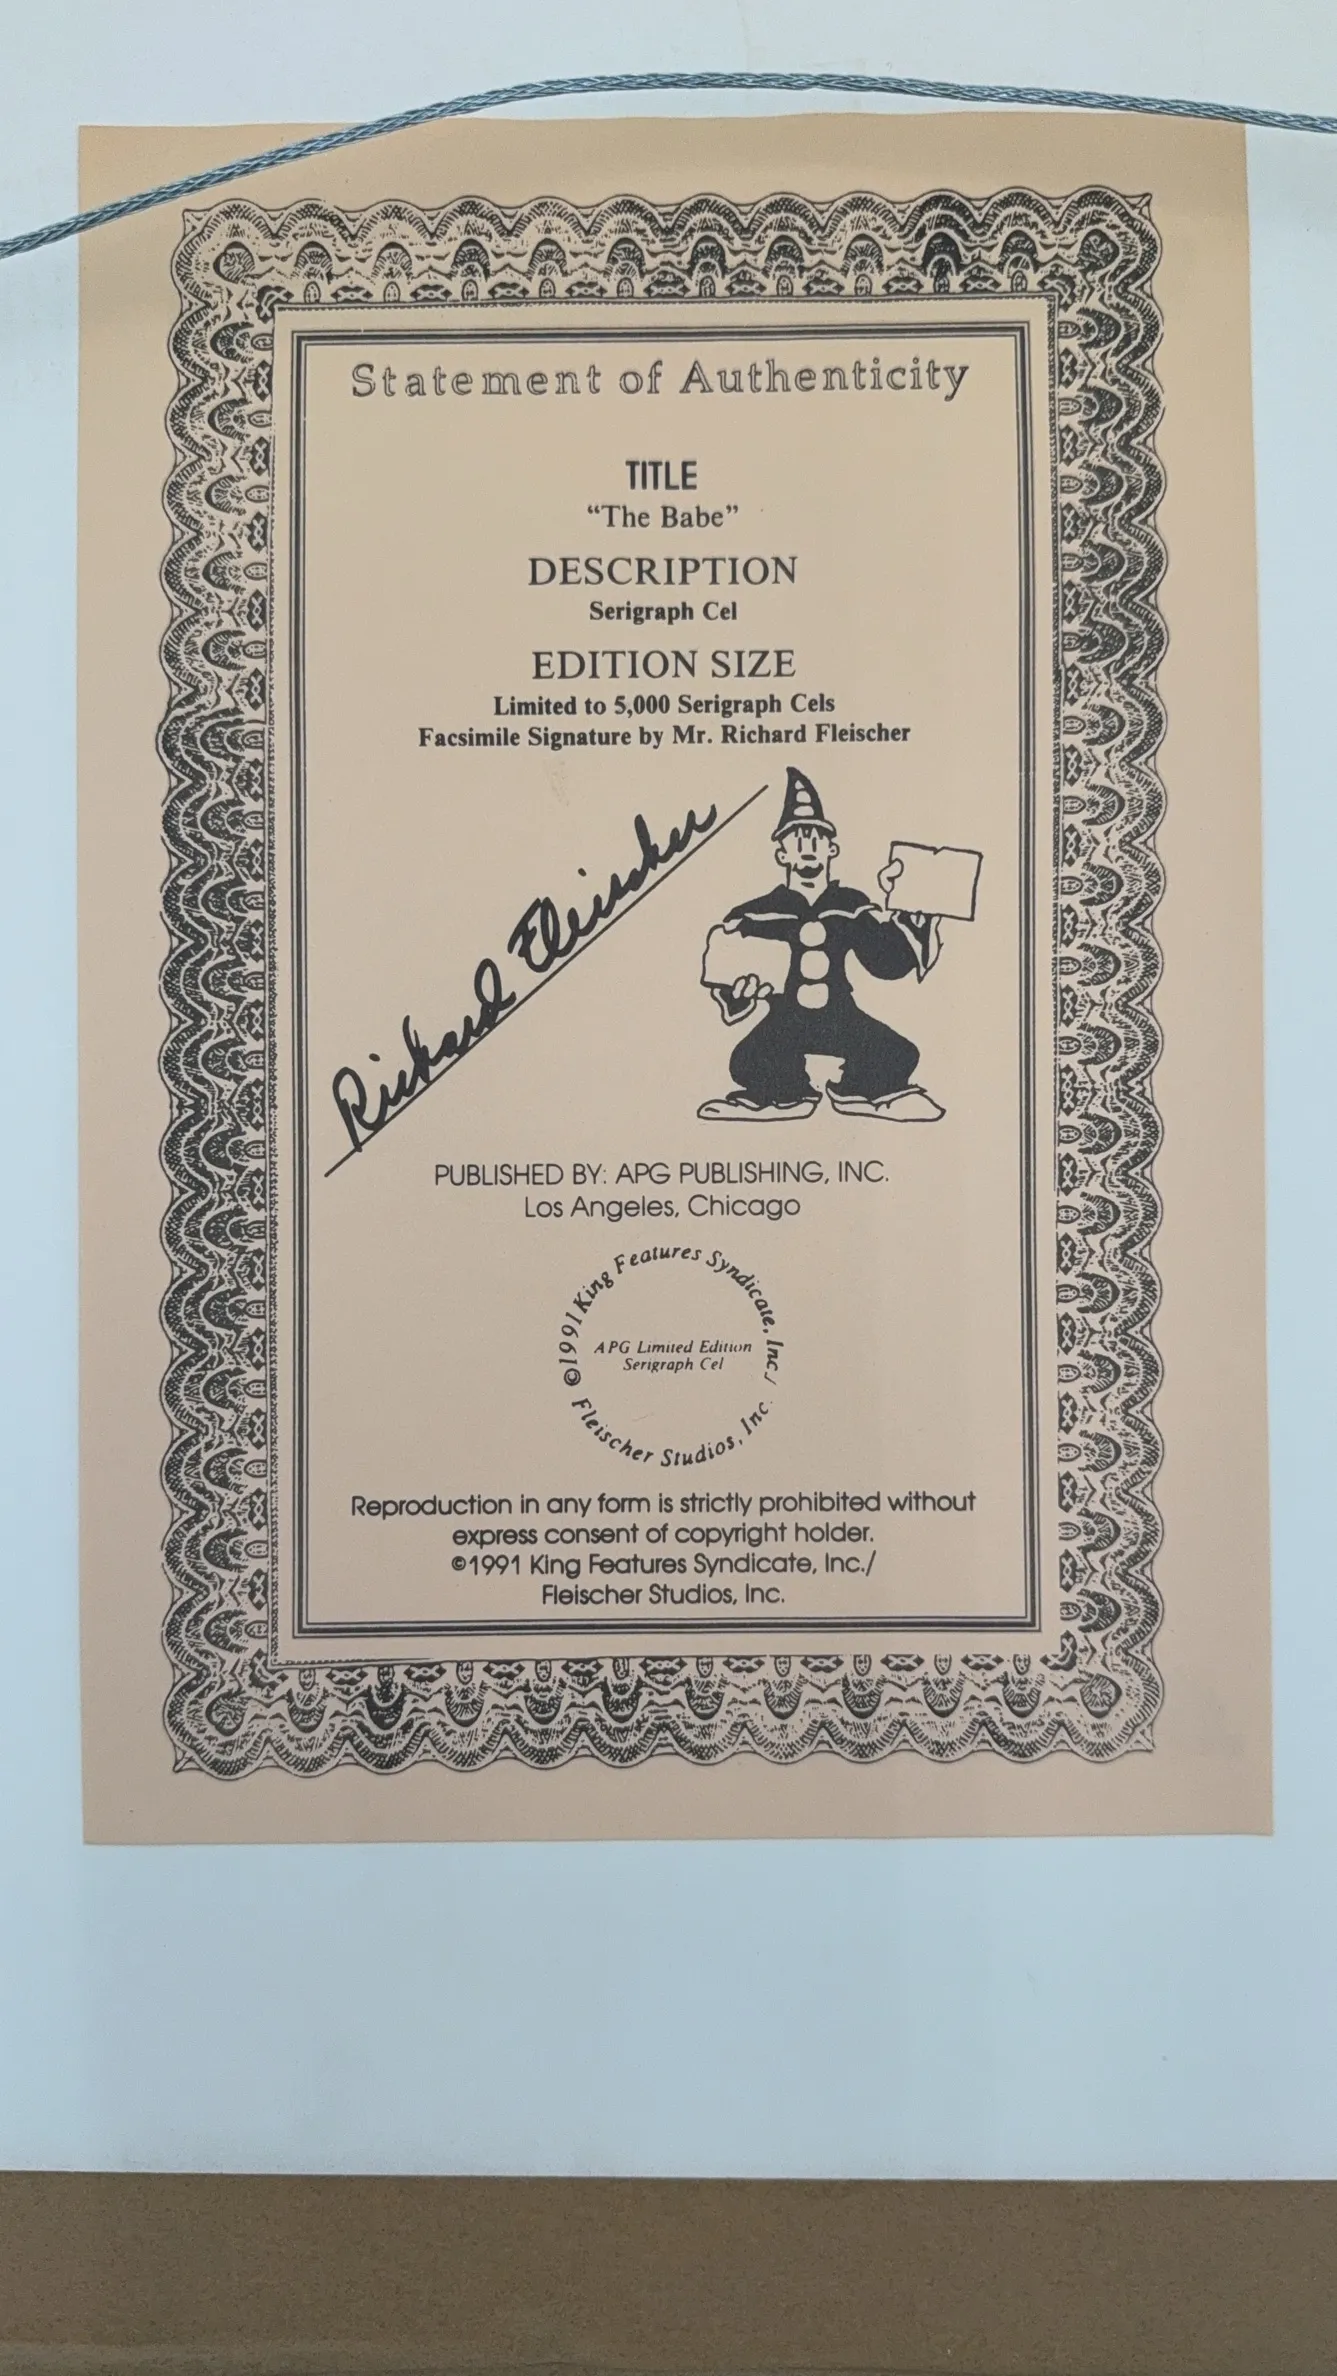 Statement of Authenticity
TITLE
“The Babe”
DESCRIPTION
Serigraph Cel
EDITION SIZE
Limited to 5,000 Serigraph Cels
Facsimile Signature by Mr. Richard Fleischer
Richard Fleischer
PUBLISHED BY: APG PUBLISHING, INC.
Los Angeles, Chicago
©1991 King Features Syndicate, Inc./
Fleischer Studios, Inc.
APG Limited Edition
Serigraph Cel
Reproduction in any form is strictly prohibited without
express consent of copyright holder.
©1991 King Features Syndicate, Inc./
Fleischer Studios, Inc.